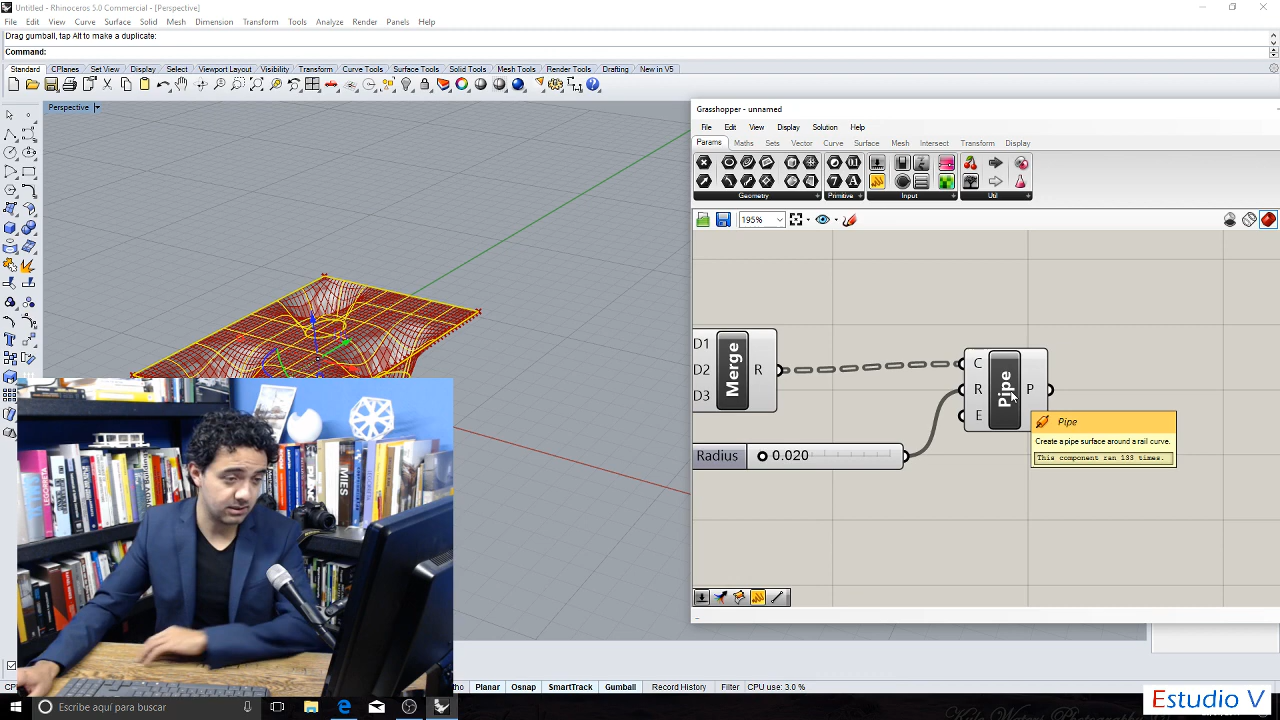 Untitled - Rhinoceros 5.0 Commercial - [Perspective]
File Edit View Curve Surface Solid Mesh Dimension Transform Tools Analyze Render Panels Help
Drag gumball, tap Alt to make a duplicate:
Command:
Standard CPlanes Set View Display Select Viewport Layout Visibility Transform Curve Tools Surface Tools Solid Tools Mesh Tools Render Tools Drafting New in V5
Perspective
Grasshopper - unnamed
File Edit View Display Solution Help
Params Maths Sets Vector Curve Surface Mesh Intersect Transform Display
Geometry Primitive Input Util
195%
D1
D2
D3
Merge
R
C
R
E
Pipe
P
Radius 0.020
Pipe
Create a pipe surface around a rail curve.
This component ran 133 times.
MIES
Planar Osnap SmartTrack Gumball Record History Filter CPU use: 3.0 %
Escribe aquí para buscar
Estudio V